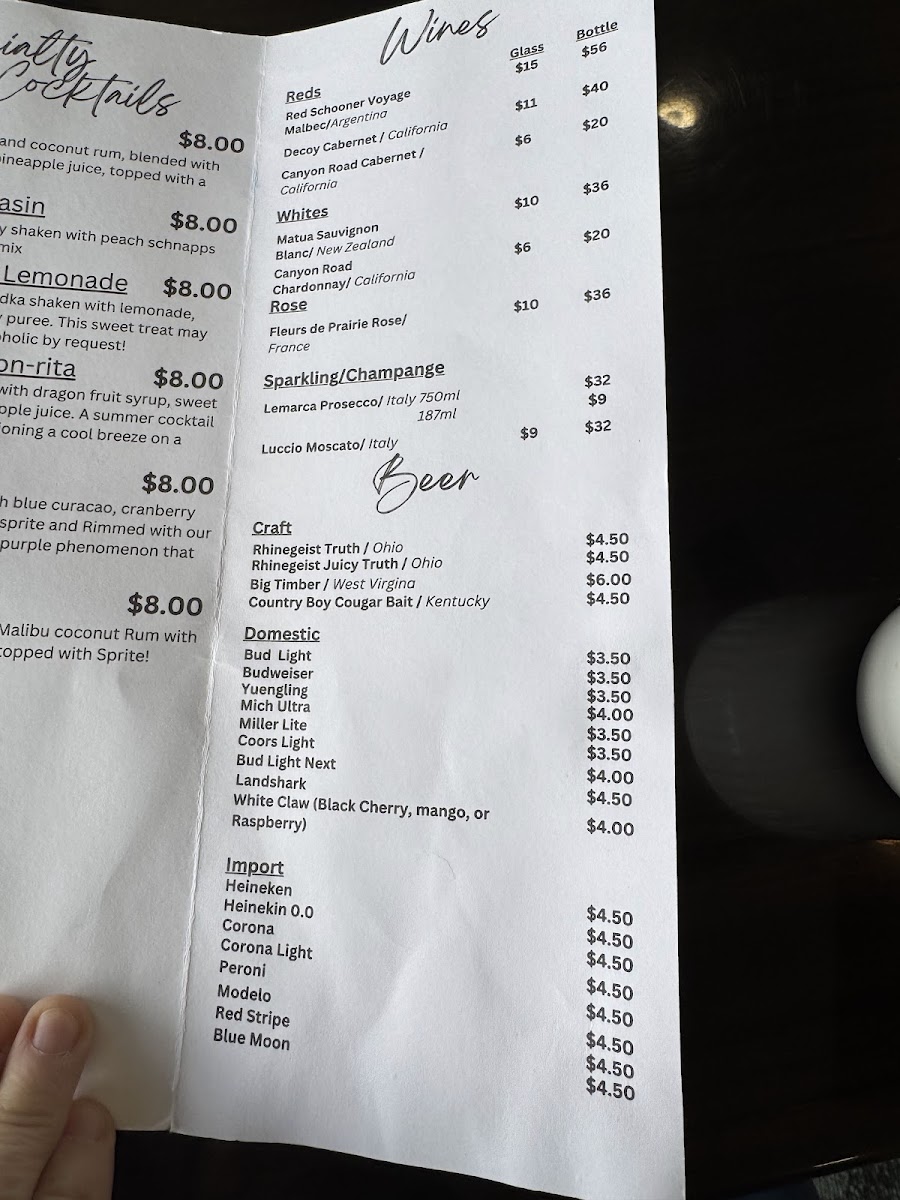 ialty
Cocktails
$8.00
and coconut rum, blended with
pineapple juice, topped with a
asin
$8.00
y shaken with peach schnapps
mix
Lemonade
$8.00
dka shaken with lemonade,
y puree. This sweet treat may
oholic by request!
on-rita
$8.00
with dragon fruit syrup, sweet
pple juice. A summer cocktail
ioning a cool breeze on a
$8.00
h blue curacao, cranberry
sprite and Rimmed with our
purple phenomenon that
$8.00
Malibu coconut Rum with
topped with Sprite!
Wines
Glass Bottle
Reds
$15 $56
Red Schooner Voyage
Malbec/Argentina
$11 $40
Decoy Cabernet / California
$6 $20
Canyon Road Cabernet /
California
Whites
$10 $36
Matua Sauvignon
Blanc/ New Zealand
$6 $20
Canyon Road
Chardonnay/ California
Rose
$10 $36
Fleurs de Prairie Rose/
France
Sparkling/Champange
Lemarca Prosecco/ Italy 750ml $32
187ml $9
Luccio Moscato/ Italy $9 $32
Beer
Craft
Rhinegeist Truth / Ohio $4.50
Rhinegeist Juicy Truth / Ohio $4.50
Big Timber / West Virgina $6.00
Country Boy Cougar Bait / Kentucky $4.50
Domestic
Bud Light $3.50
Budweiser $3.50
Yuengling $3.50
Mich Ultra $4.00
Miller Lite $3.50
Coors Light $3.50
Bud Light Next $4.00
Landshark $4.50
White Claw (Black Cherry, mango, or
Raspberry) $4.00
Import
Heineken $4.50
Heinekin 0.0 $4.50
Corona $4.50
Corona Light $4.50
Peroni $4.50
Modelo $4.50
Red Stripe $4.50
Blue Moon $4.50